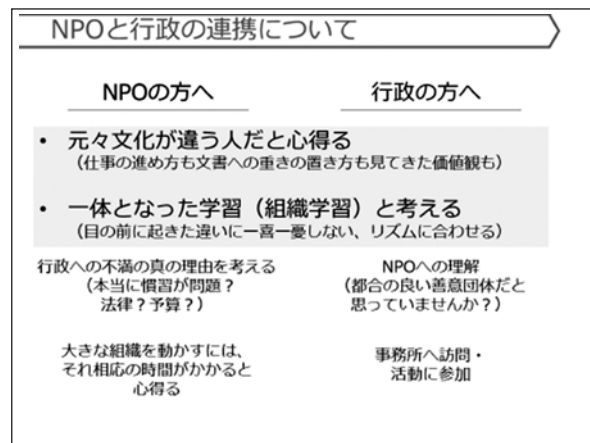 NPOと行政の連携について
NPOの方へ
行政の方へ
• 元々文化が違う人だと心得る
（仕事の進め方も文書への重きの置き方も見てきた価値観も）
• 一体となった学習（組織学習）と考える
（目の前に起きた違いに一喜一憂しない、リズムに合わせる）
行政への不満の真の理由を考える
（本当に慣習が問題？
法律？予算？）
大きな組織を動かすには、
それ相応の時間がかかると
心得る
NPOへの理解
（都合の良い善意団体だと
思っていませんか？）
事務所へ訪問・
活動に参加